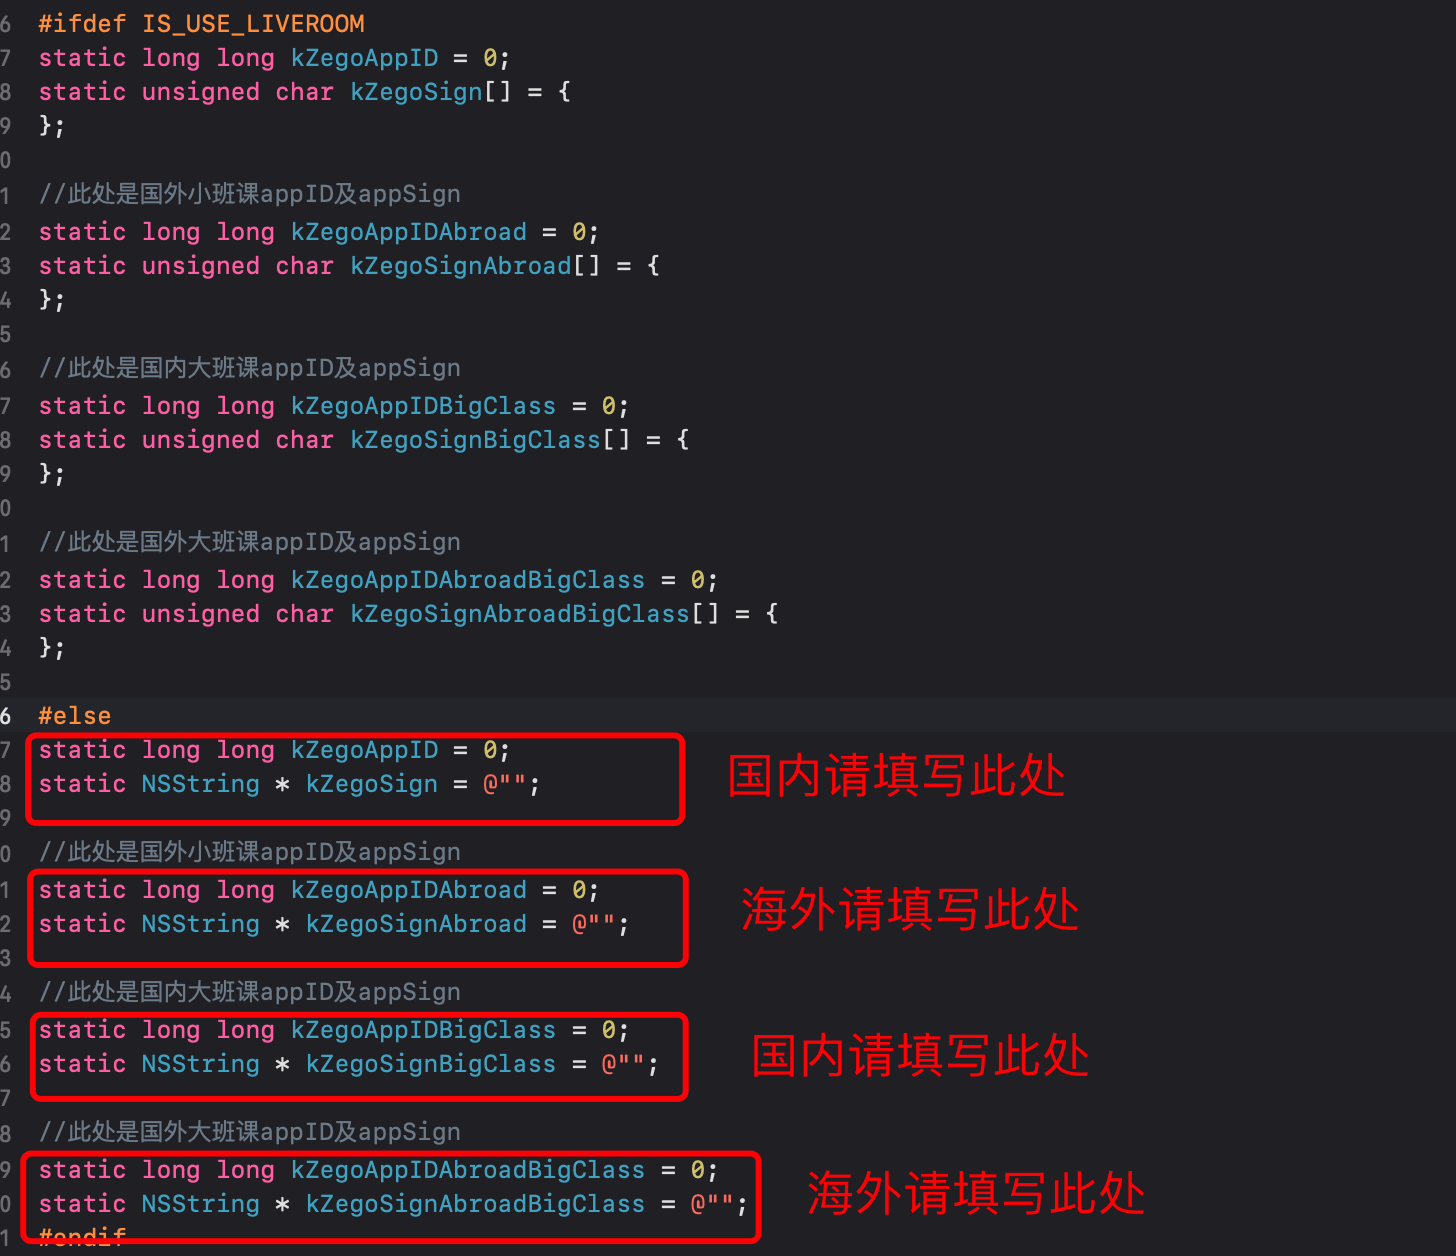 6 #ifdef IS_USE_LIVEROOM
7 static long long kZegoAppID = 0;
8 static unsigned char kZegoSign[] = {
9 };
0
1 //此处是国外小班课appID及appSign
2 static long long kZegoAppIDAbroad = 0;
3 static unsigned char kZegoSignAbroad[] = {
4 };
5
6 //此处是国内大班课appID及appSign
7 static long long kZegoAppIDBigClass = 0;
8 static unsigned char kZegoSignBigClass[] = {
9 };
0
1 //此处是国外大班课appID及appSign
2 static long long kZegoAppIDAbroadBigClass = 0;
3 static unsigned char kZegoSignAbroadBigClass[] = {
4 };
5
6 #else
7 static long long kZegoAppID = 0;
国内请填写此处
8 static NSString * kZegoSign = @"";
9
0 //此处是国外小班课appID及appSign
1 static long long kZegoAppIDAbroad = 0;
海外请填写此处
2 static NSString * kZegoSignAbroad = @"";
3
4 //此处是国内大班课appID及appSign
5 static long long kZegoAppIDBigClass = 0;
国内请填写此处
6 static NSString * kZegoSignBigClass = @"";
7
8 //此处是国外大班课appID及appSign
9 static long long kZegoAppIDAbroadBigClass = 0;
海外请填写此处
0 static NSString * kZegoSignAbroadBigClass = @"";
1 #endif